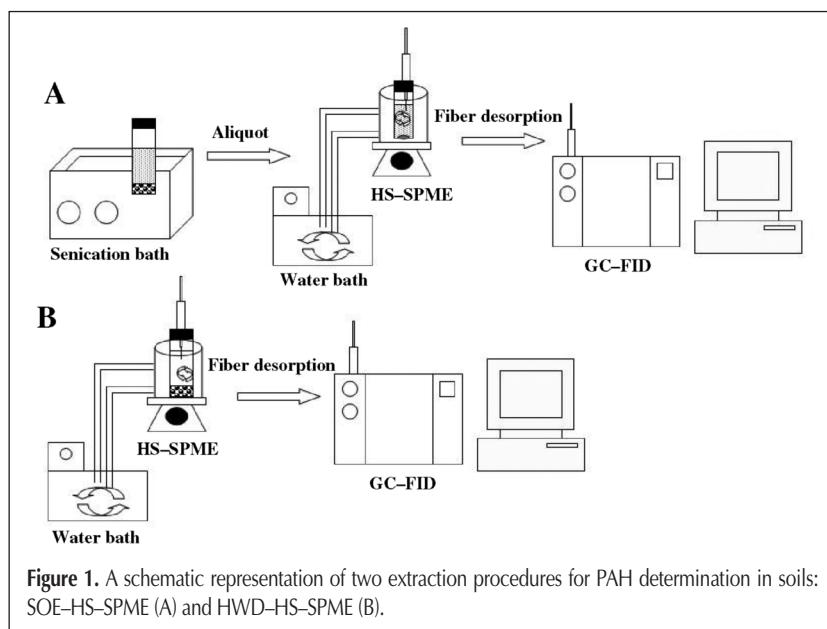 A
Aliquot
Fiber desorption
HS–SPME
Senication bath
Water bath
GC–FID
B
Fiber desorption
HS–SPME
GC–FID
Water bath
Figure 1. A schematic representation of two extraction procedures for PAH determination in soils:
SOE–HS–SPME (A) and HWD–HS–SPME (B).